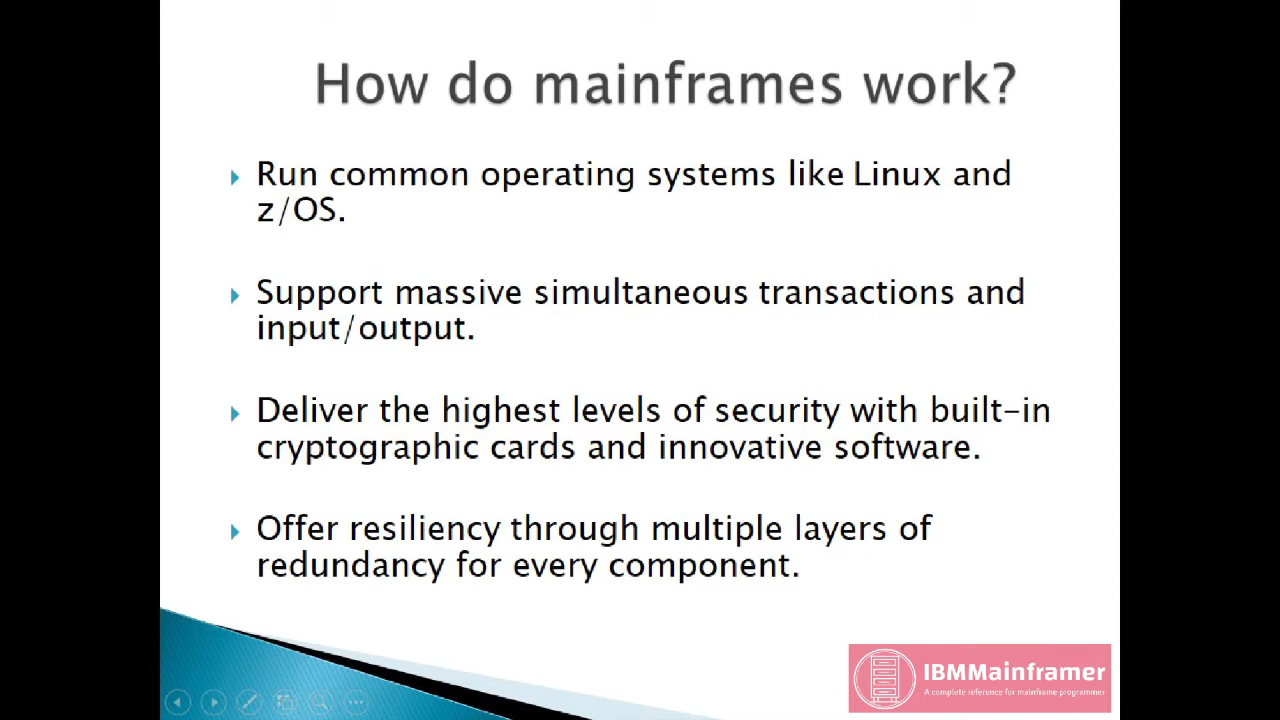 How do mainframes work?
Run common operating systems like Linux and
z/OS.
Support massive simultaneous transactions and
input/output.
Deliver the highest levels of security with built-in
cryptographic cards and innovative software.
Offer resiliency through multiple layers of
redundancy for every component.
IBMMainframer
A complete reference for mainframe programmer